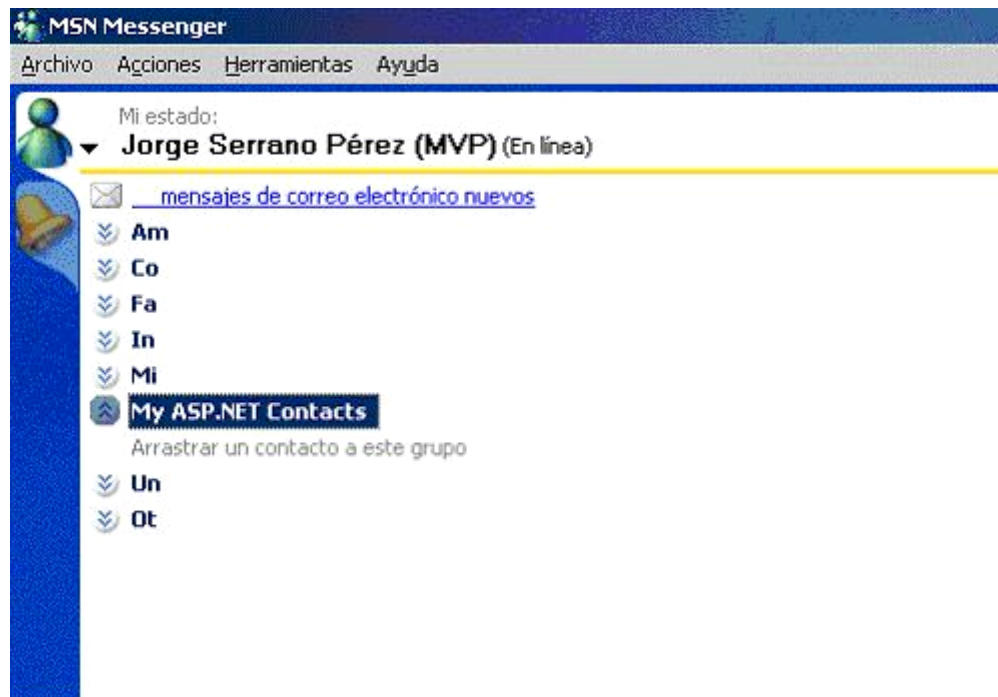 MSN Messenger
Archivo Acciones Herramientas Ayuda
Mi estado:
Jorge Serrano Pérez (MVP) (En línea)
mensajes de correo electrónico nuevos
Am
Co
Fa
In
Mi
My ASP.NET Contacts
Arrastrar un contacto a este grupo
Un
Ot